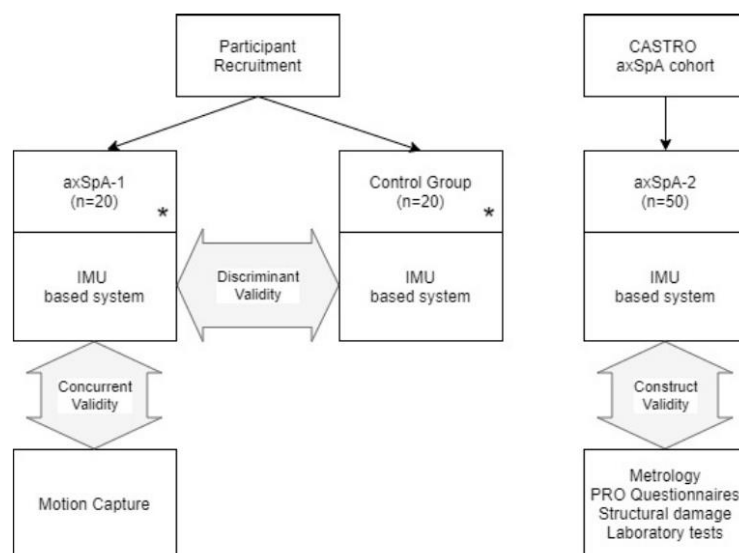 Participant
Recruitment
CASTRO
axSpA cohort
axSpA-1
(n=20)
*
Control Group
(n=20)
*
axSpA-2
(n=50)
IMU
based system
Discriminant
Validity
IMU
based system
IMU
based system
Concurrent
Validity
Construct
Validity
Motion Capture
Metrology
PRO Questionnaires
Structural damage
Laboratory tests